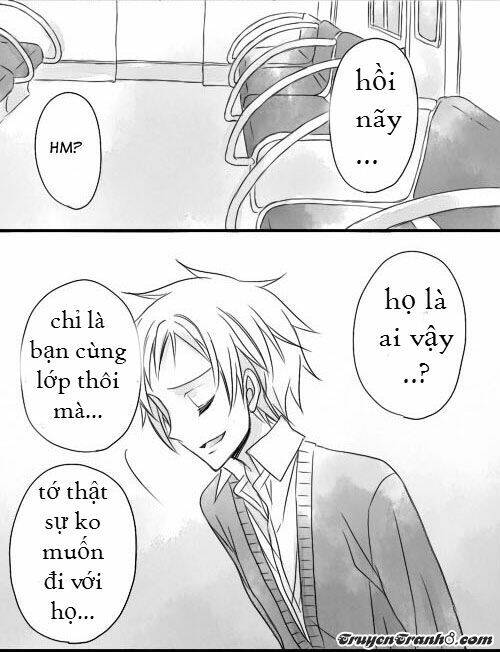 hồi
nãy
...
HM?
họ là
ai vậy
..?
chỉ là
bạn cùng
lớp thôi
mà...
tớ thật
sự ko
muốn
đi với
họ...
TruyenTranh8.com